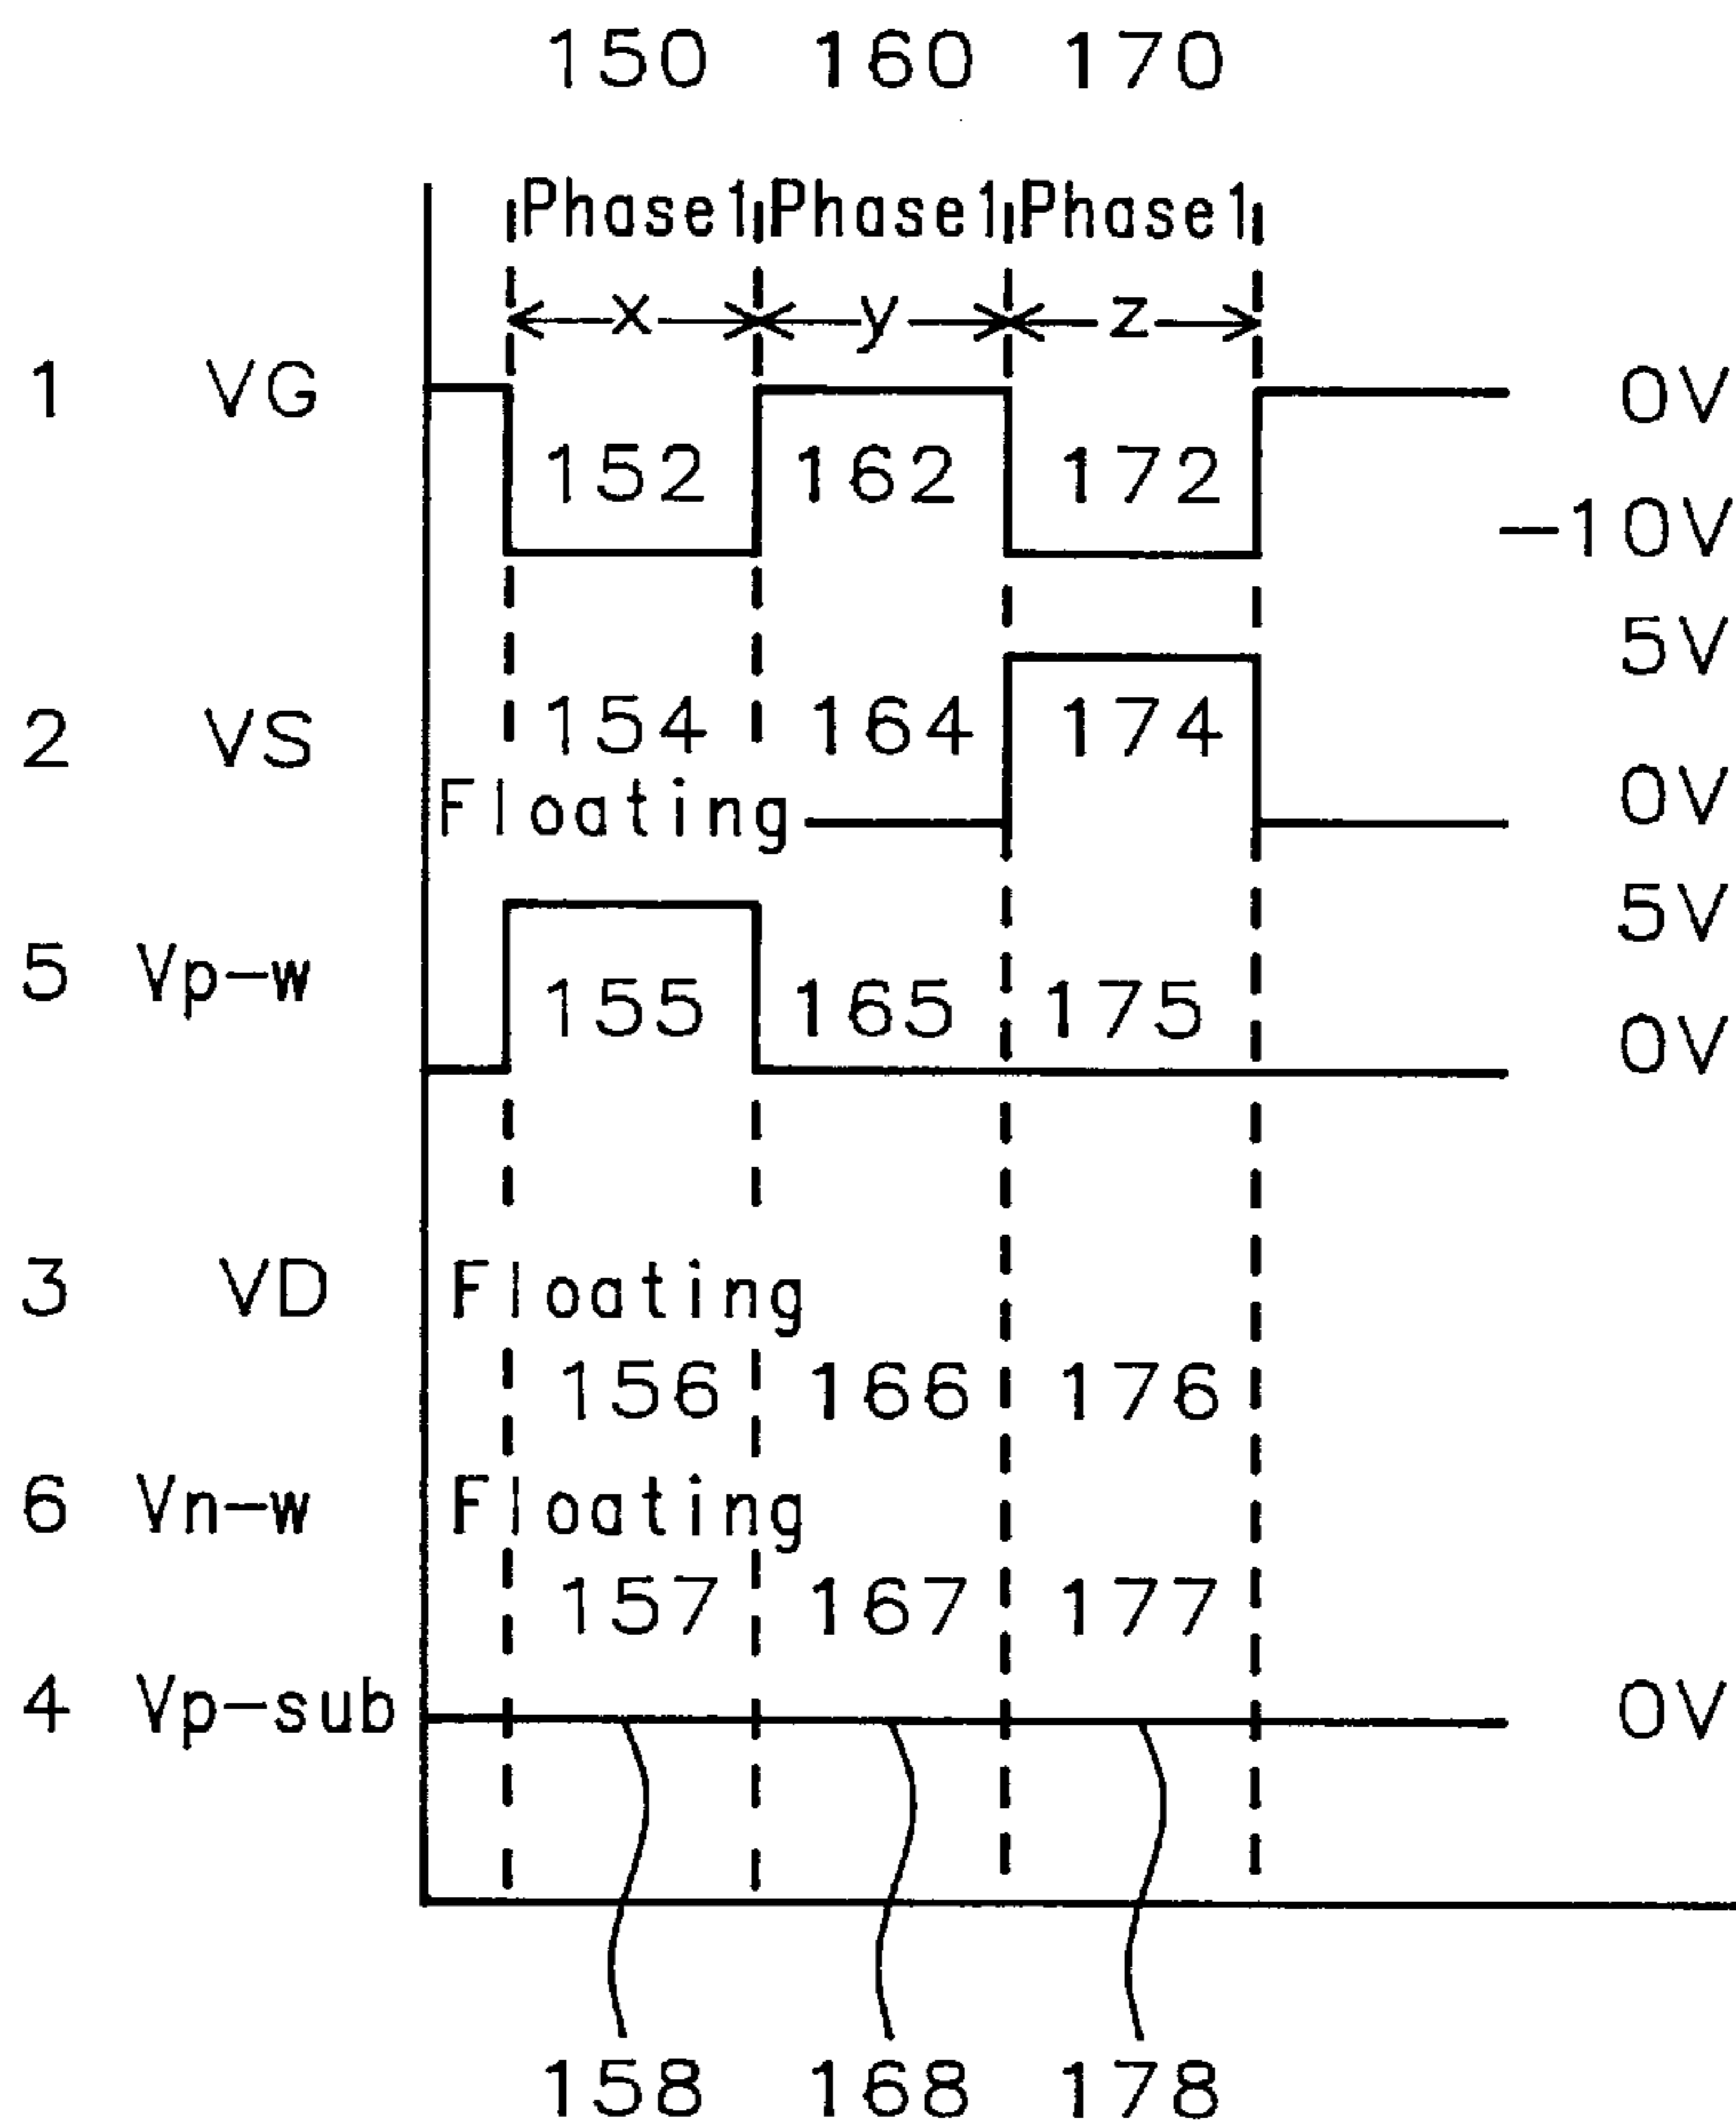 150 160 170
Phase1 Phase1 Phase1
x y z
1 VG 0V
152 162 172
-10V
5V
2 VS 154 164 174
Floating 0V
5V
5 Vp-w 155 165 175
0V
3 VD Floating
156 166 176
6 Vn-w Floating
157 167 177
4 Vp-sub 0V
158 168 178